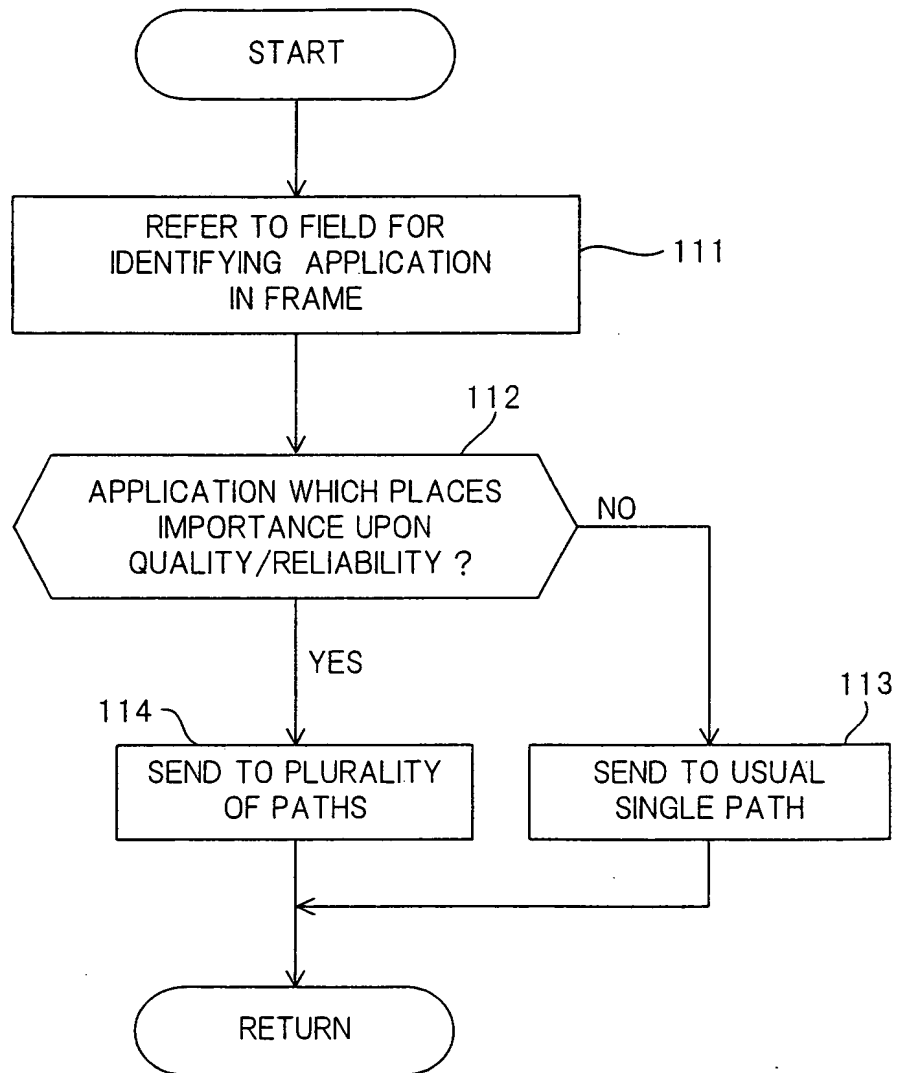 START
REFER TO FIELD FOR
IDENTIFYING APPLICATION
IN FRAME
111
112
APPLICATION WHICH PLACES
IMPORTANCE UPON
QUALITY/RELIABILITY ?
NO
YES
114
113
SEND TO PLURALITY
OF PATHS
SEND TO USUAL
SINGLE PATH
RETURN